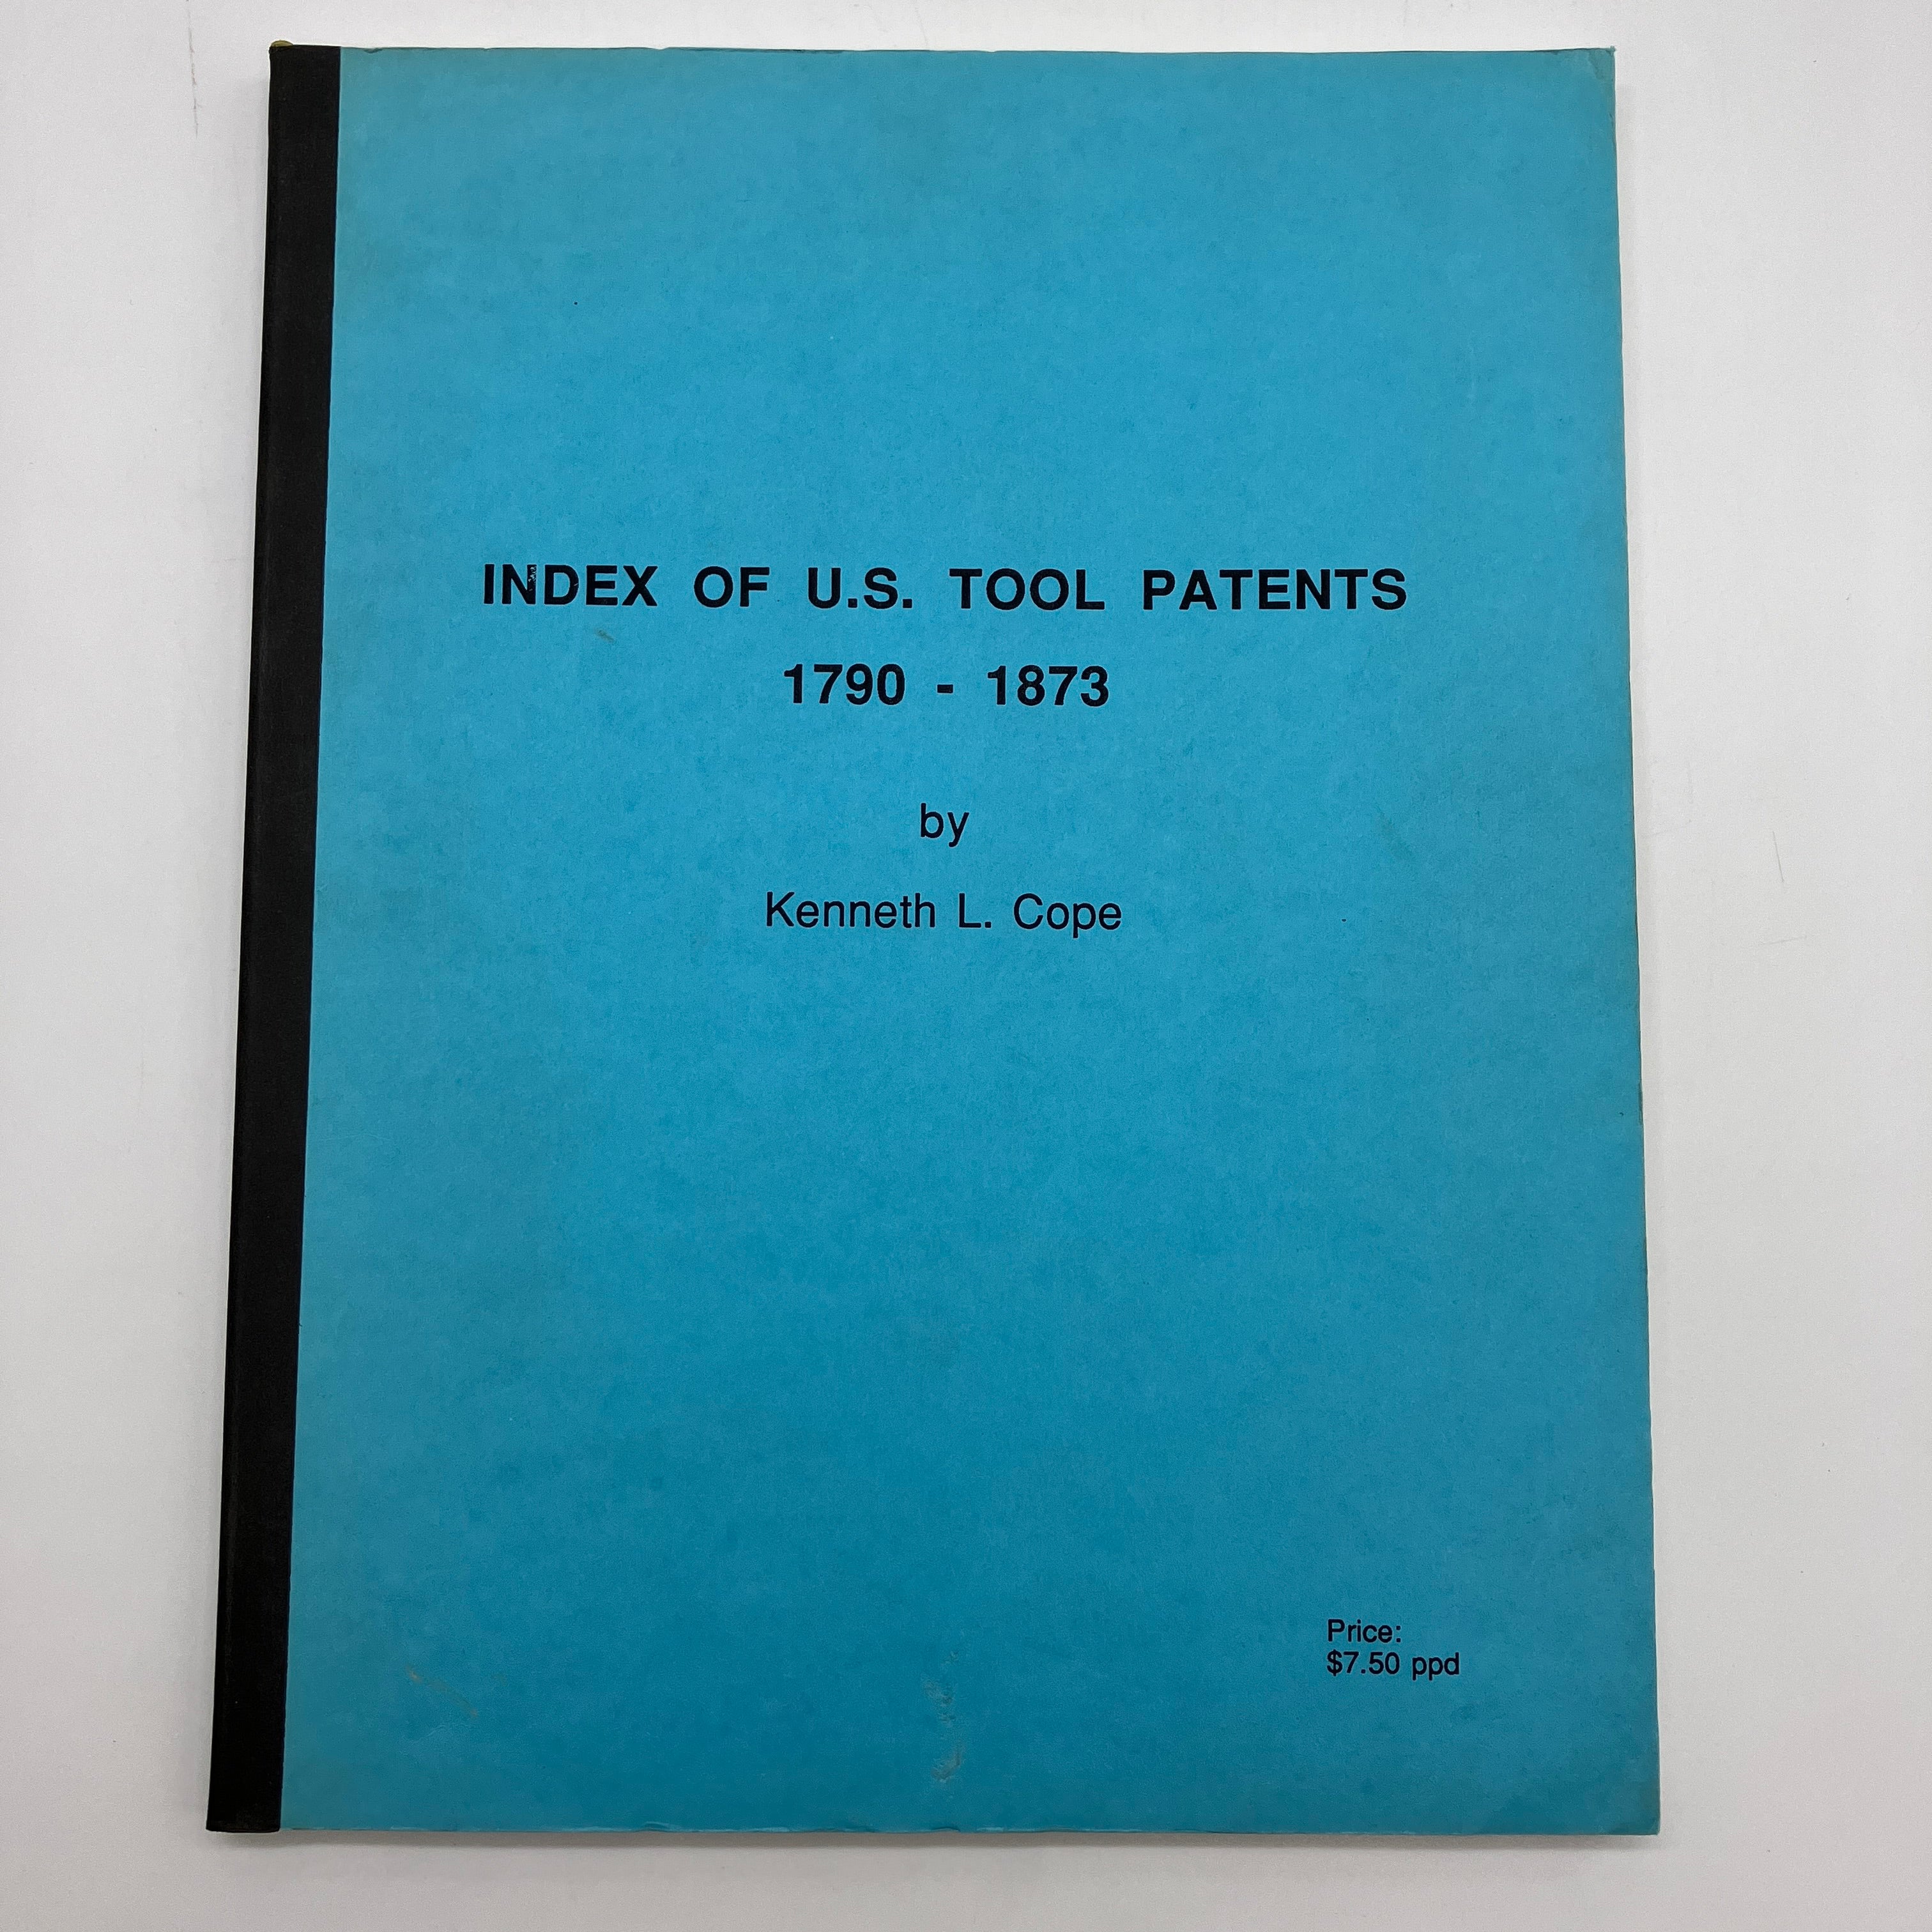 INDEX OF U.S. TOOL PATENTS
1790 - 1873
by
Kenneth L. Cope
Price:
$7.50 ppd